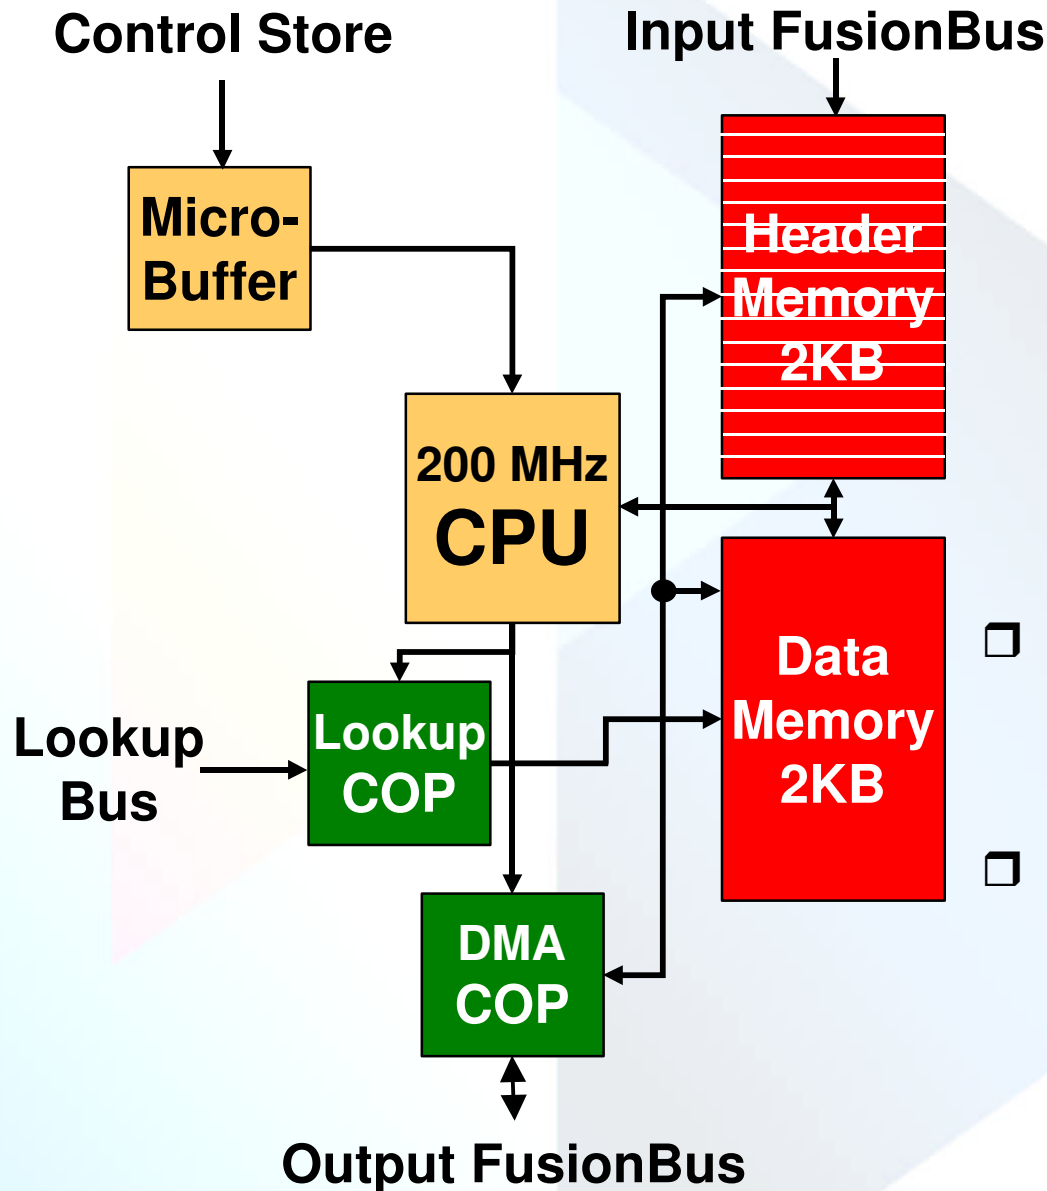 Control Store
Input FusionBus
Micro-
Buffer
Header
Memory
2KB
200 MHz
CPU
Data
Memory
2KB
Lookup
Bus
Lookup
COP
DMA
COP
Output FusionBus